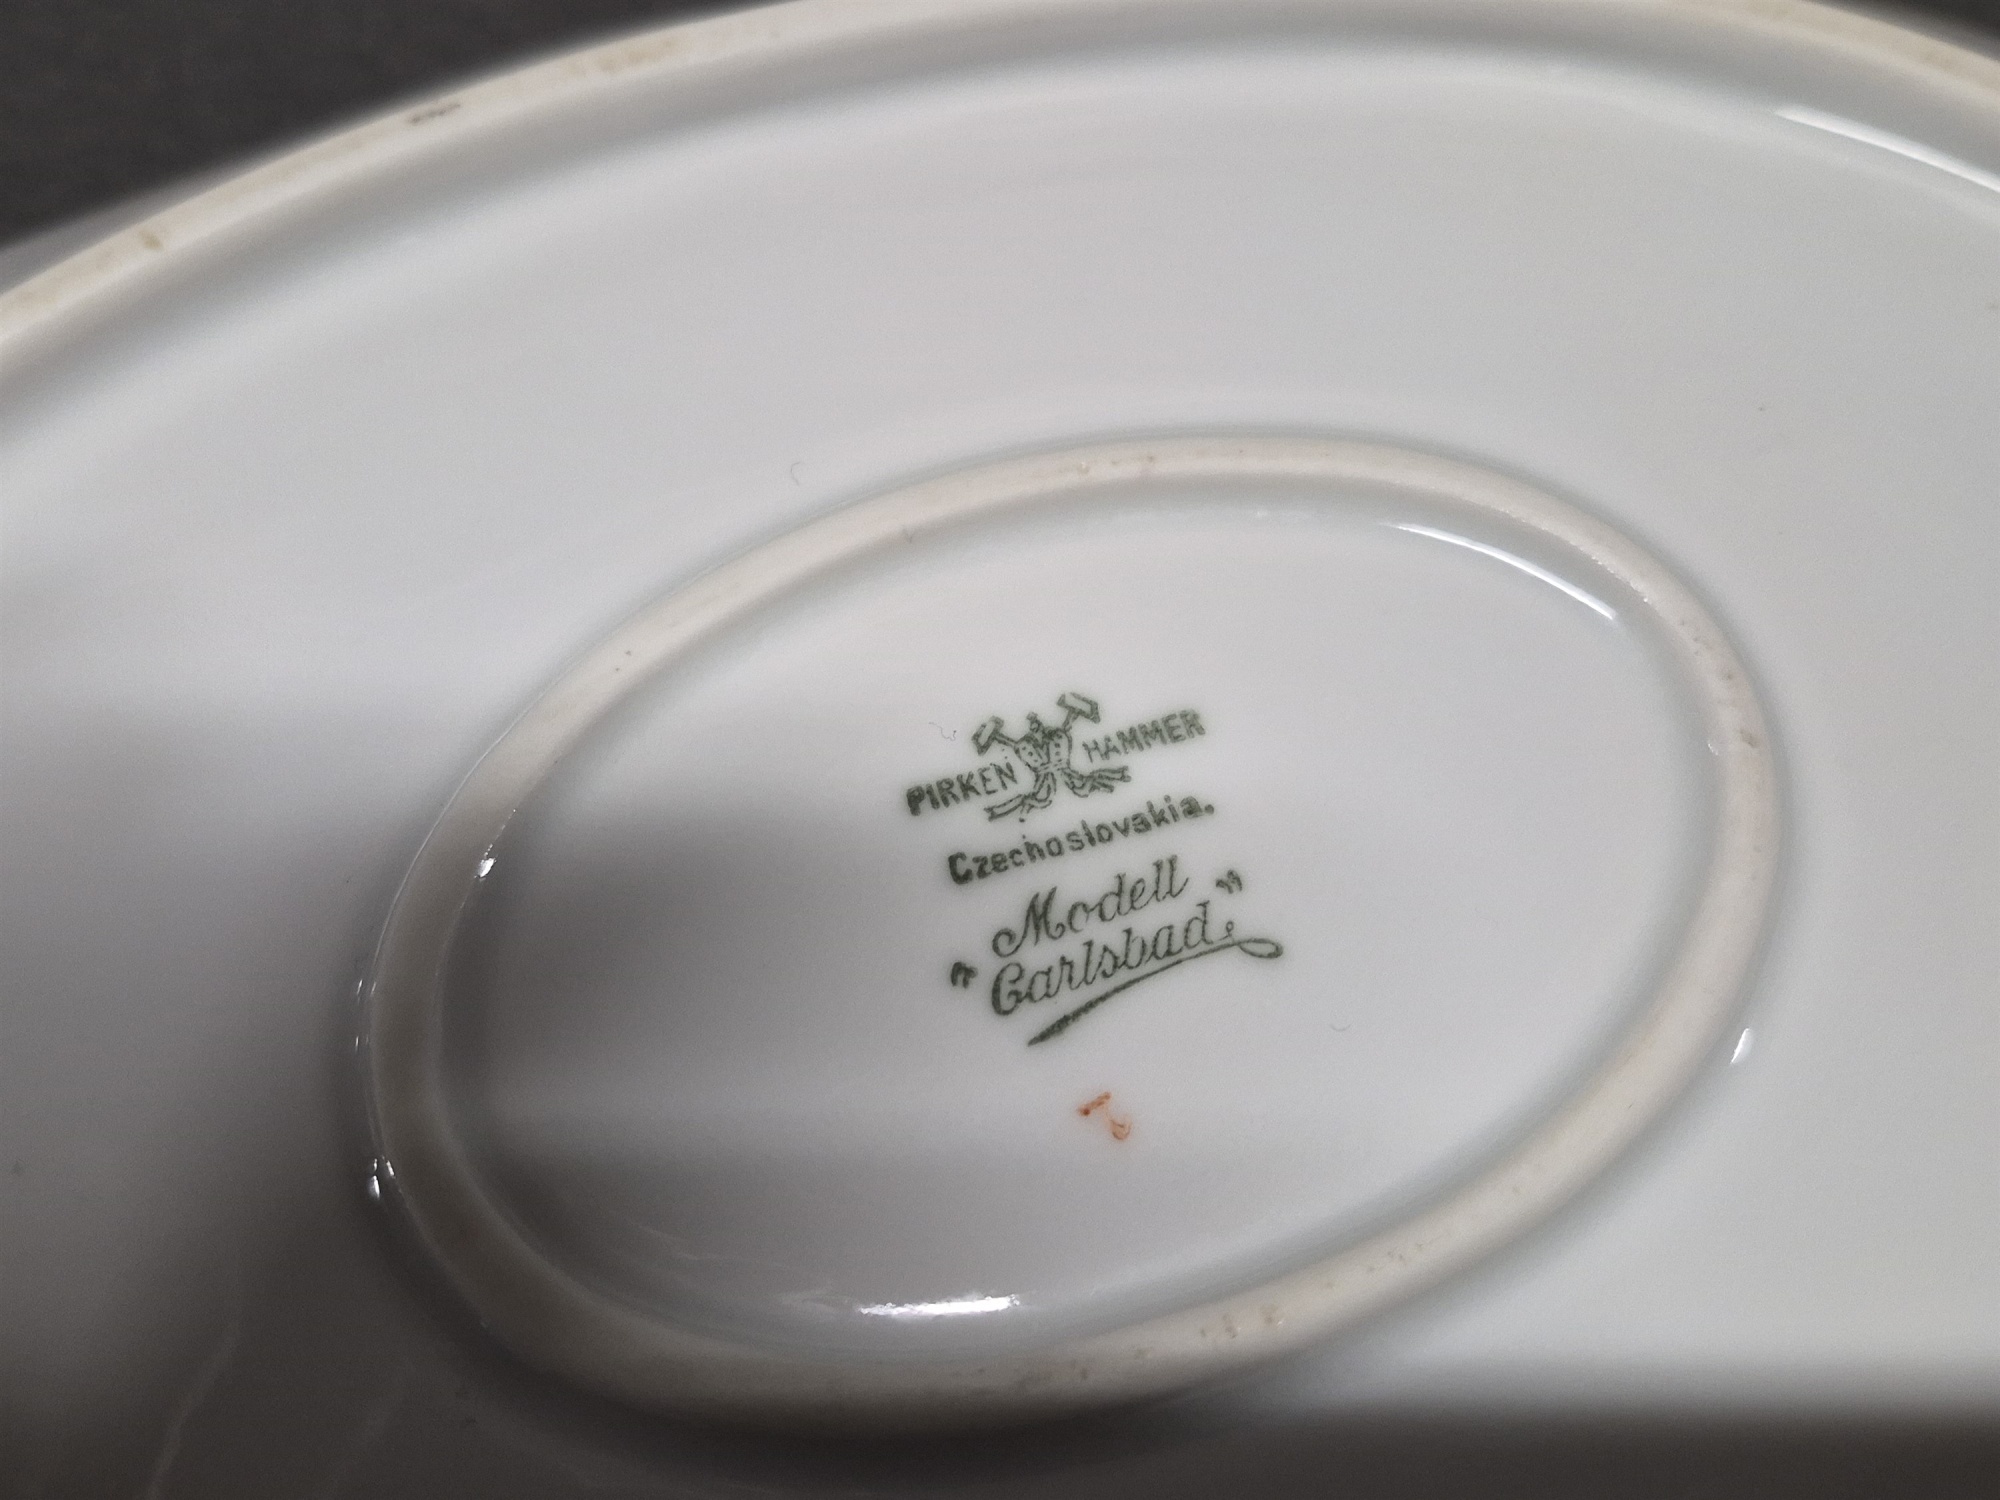 PIRKEN HAMMER
Czechoslovakia.
Modell
"Carlsbad."